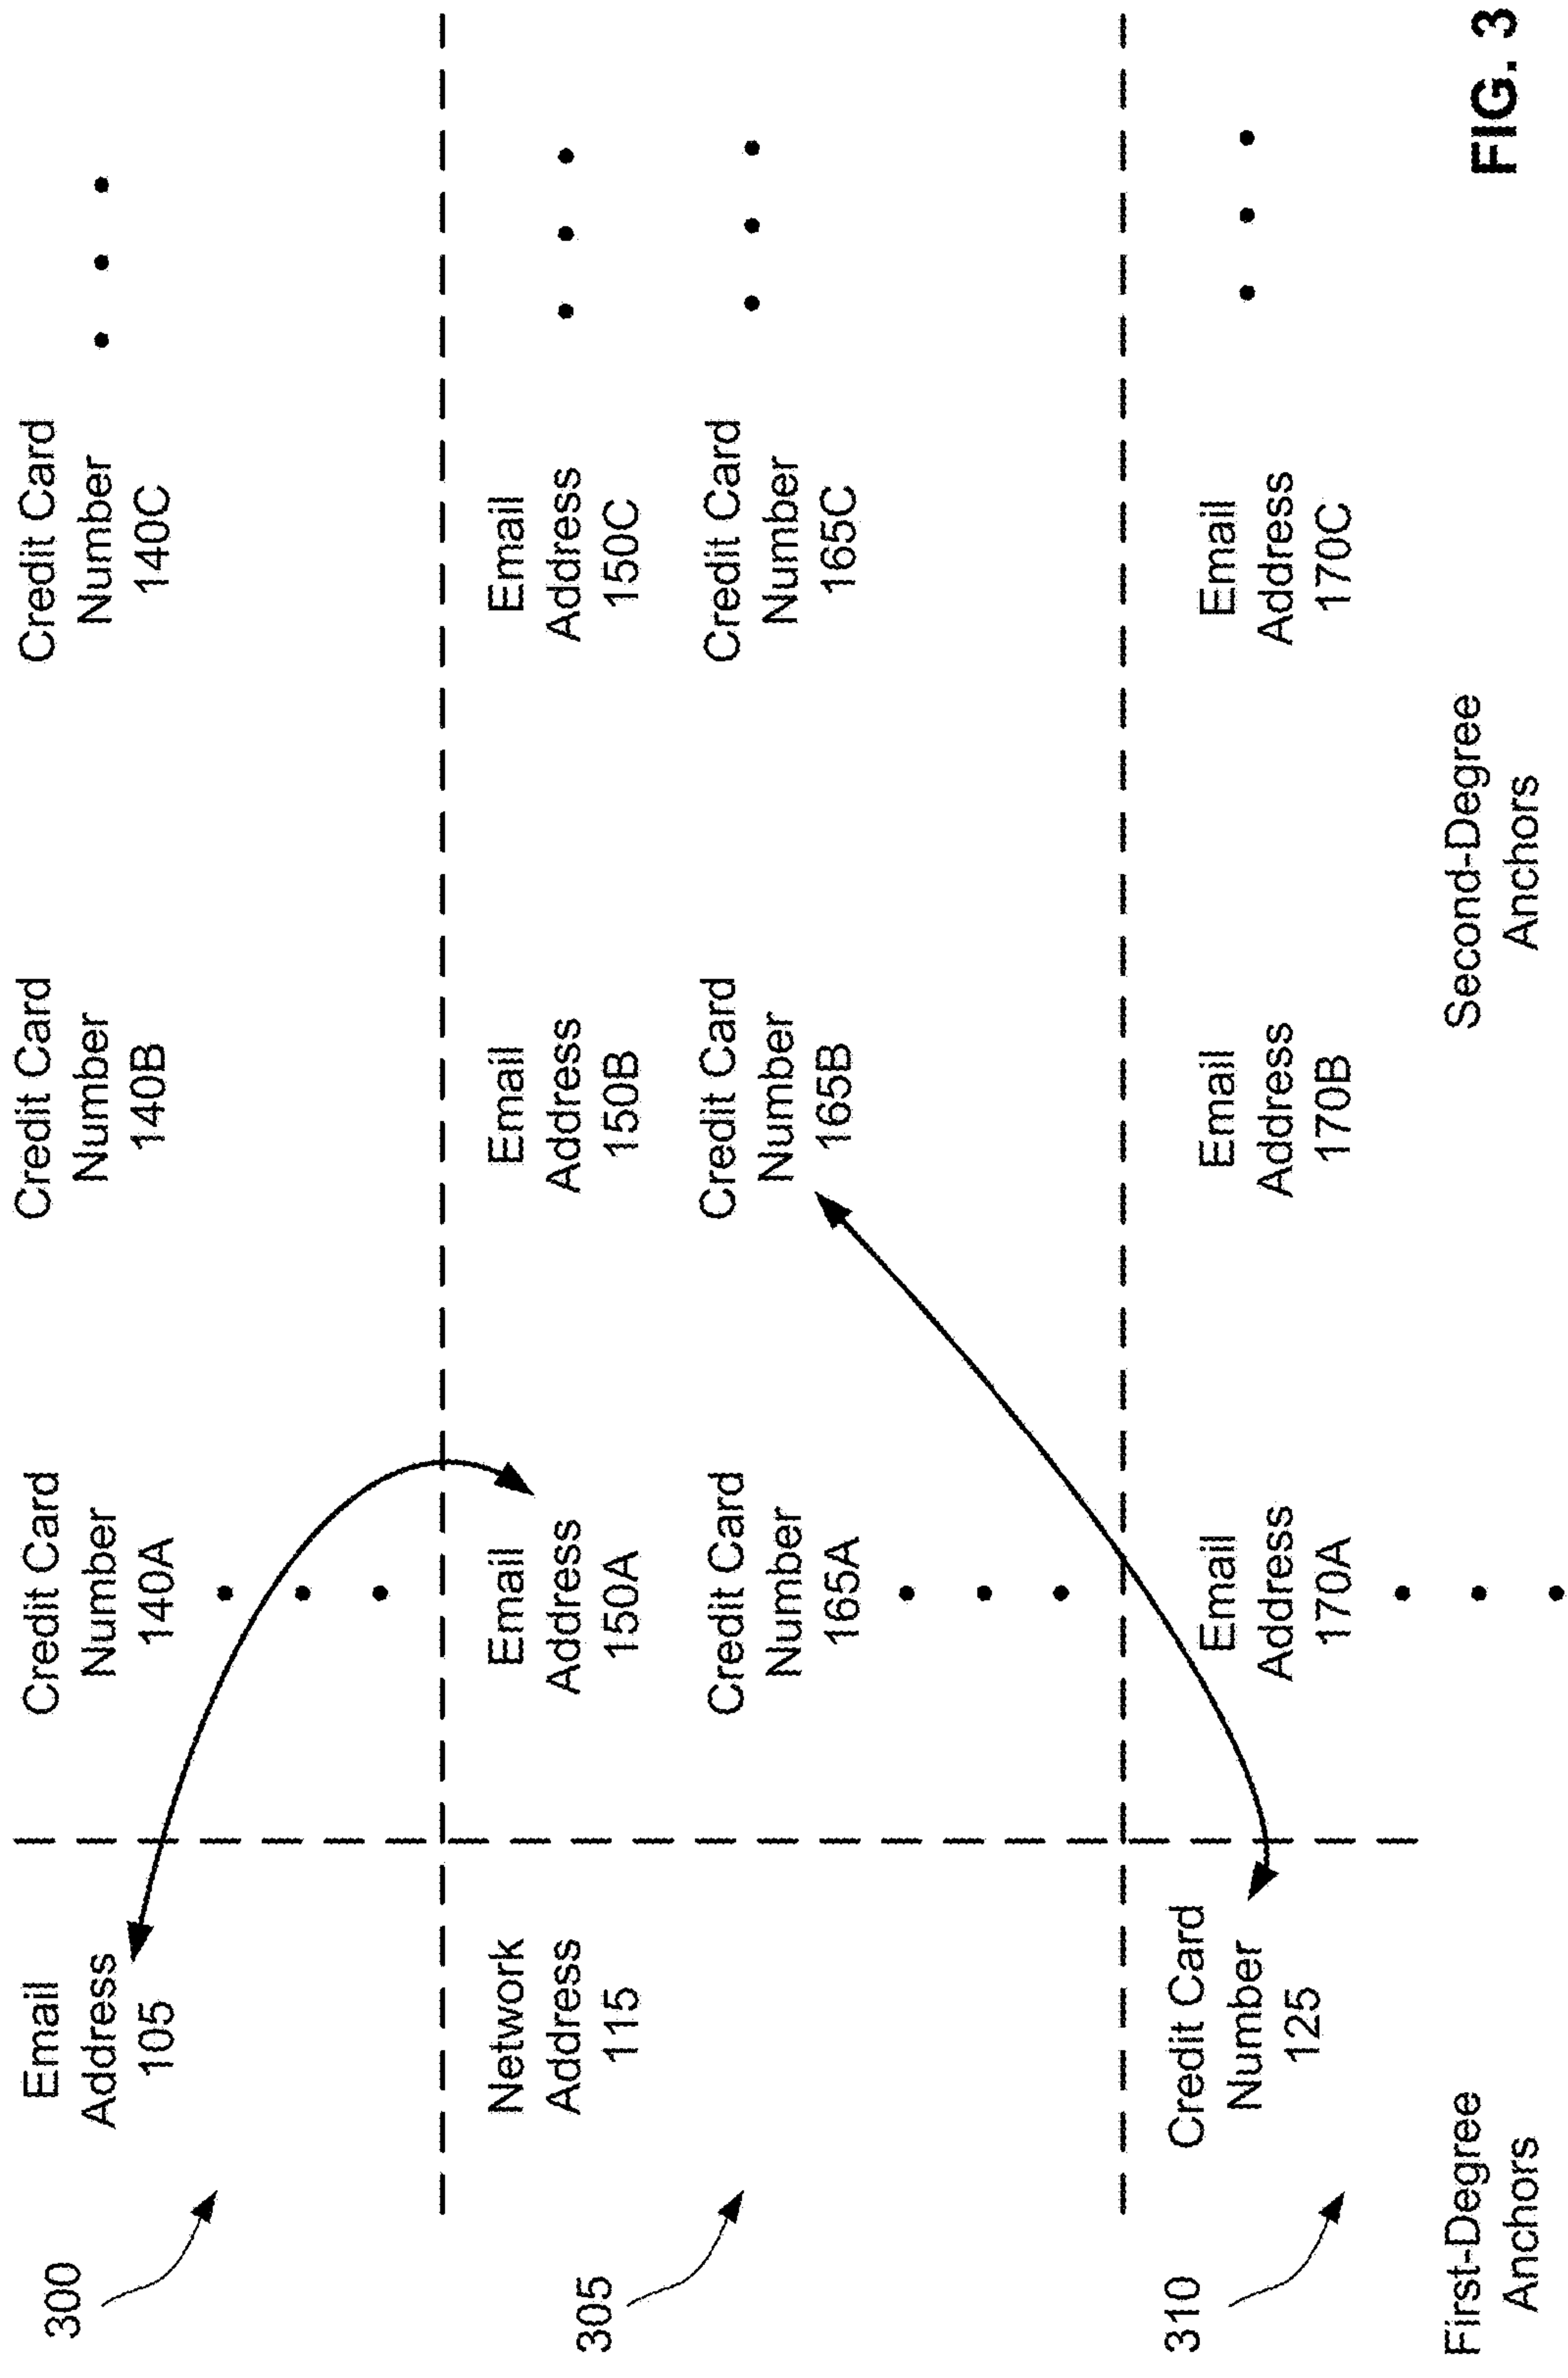 300
Email
Address
105
Credit Card
Number
140A
Credit Card
Number
140B
Credit Card
Number
140C
305
Network
Address
115
Email
Address
150A
Email
Address
150B
Email
Address
150C
Credit Card
Number
165A
Credit Card
Number
165B
Credit Card
Number
165C
310
Credit Card
Number
125
Email
Address
170A
Email
Address
170B
Email
Address
170C
First-Degree
Anchors
Second-Degree
Anchors
FIG. 3